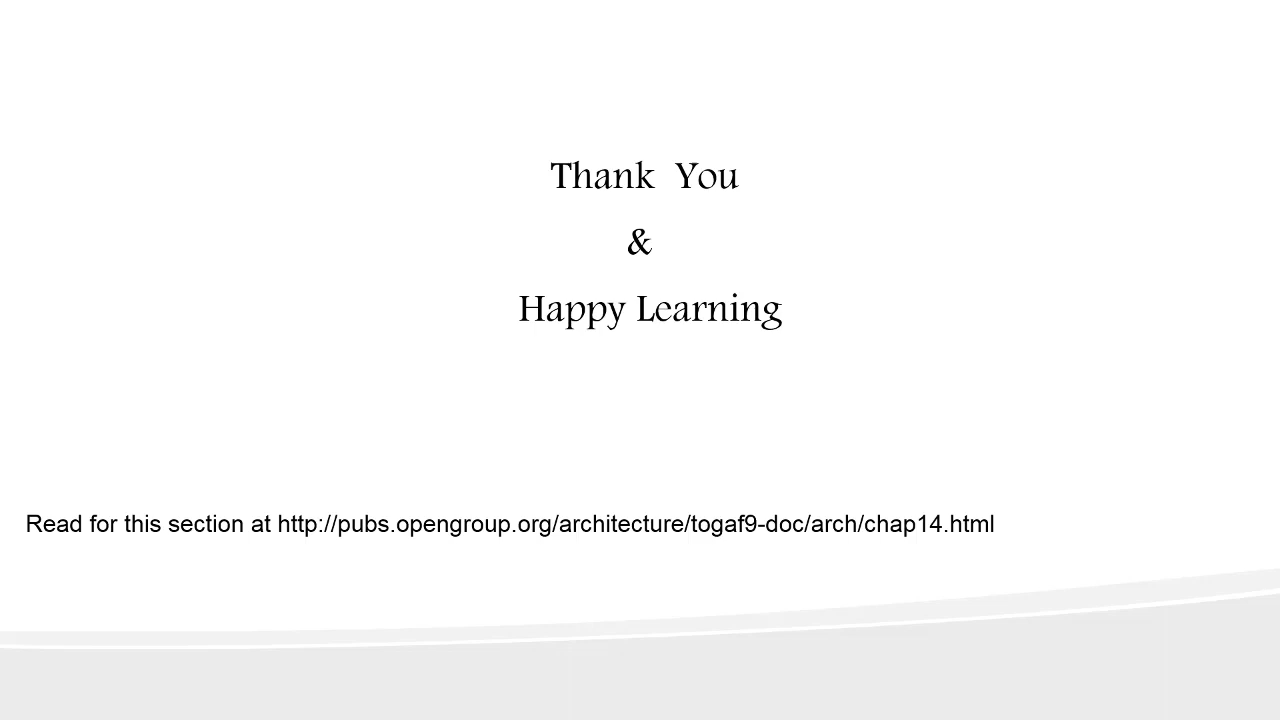 Thank You
&
Happy Learning
Read for this section at http://pubs.opengroup.org/architecture/togaf9-doc/arch/chap14.html